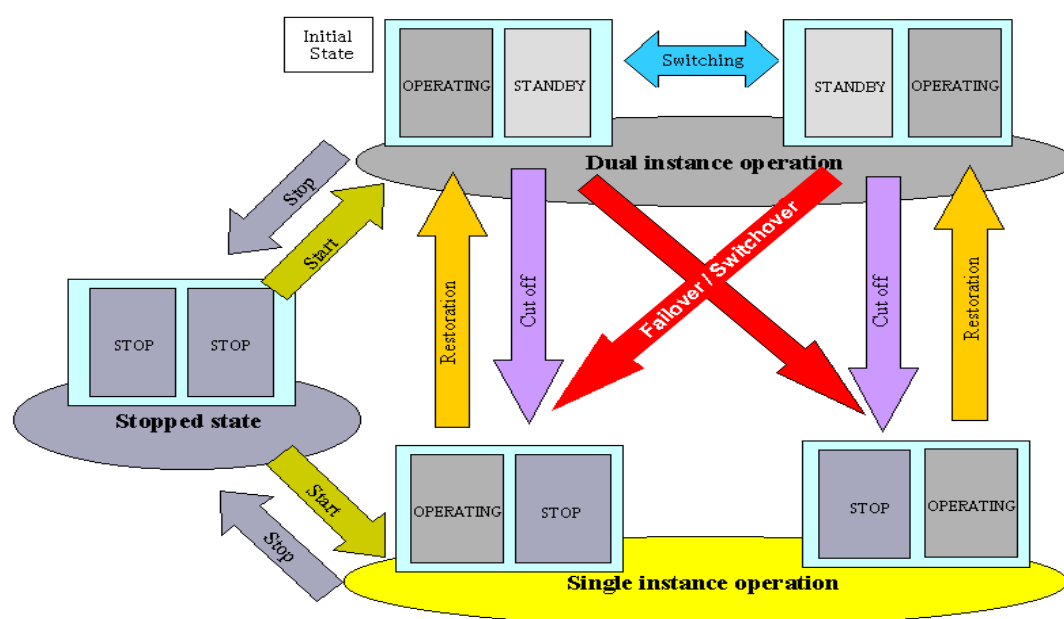 Initial
State
OPERATING
STANDBY
Switching
STANDBY
OPERATING
Dual instance operation
Stop
Start
Restoration
Cut off
Failover / Switchover
Cut off
Restoration
STOP
STOP
Stopped state
Start
Stop
OPERATING
STOP
STOP
OPERATING
Single instance operation